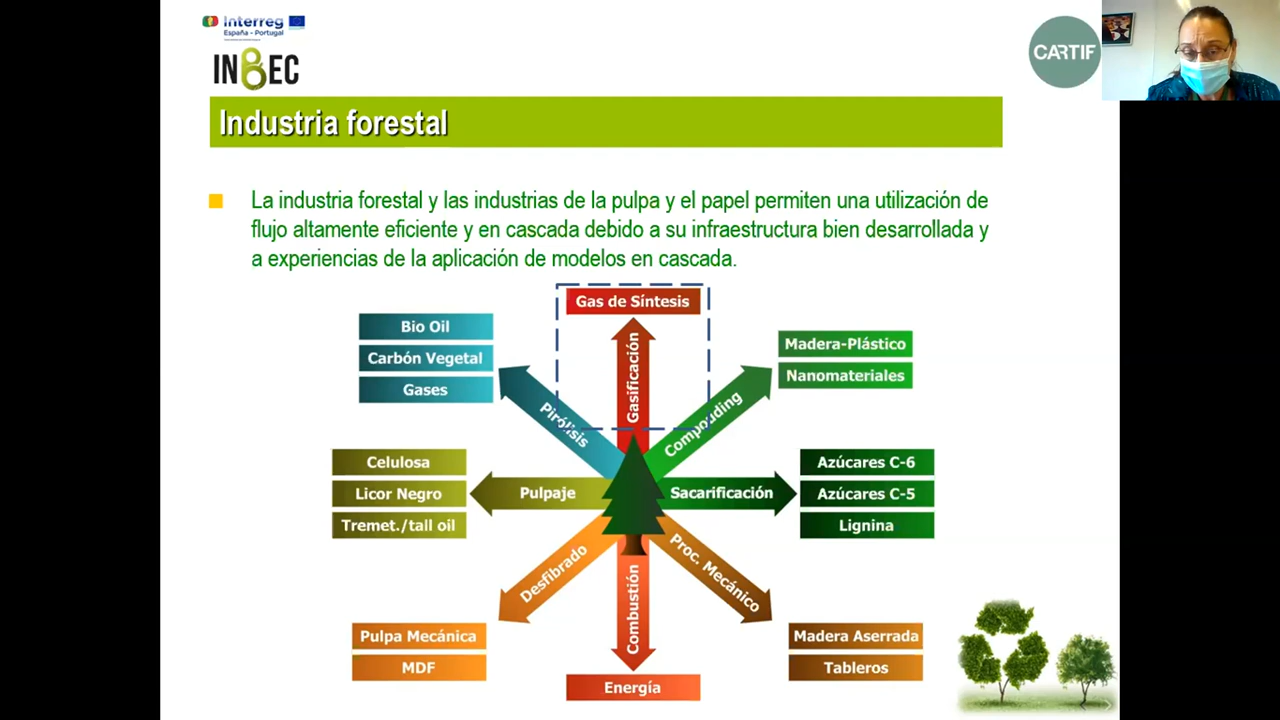 Interreg
España - Portugal
INBEC
CARTIF
Industria forestal
La industria forestal y las industrias de la pulpa y el papel permiten una utilización de
flujo altamente eficiente y en cascada debido a su infraestructura bien desarrollada y
a experiencias de la aplicación de modelos en cascada.
Gas de Síntesis
Gasificación
Bio Oil
Carbón Vegetal
Gases
Pirólisis
Madera-Plástico
Nanomateriales
Compouding
Celulosa
Licor Negro
Tremet./tall oil
Pulpaje
Sacarificación
Azúcares C-6
Azúcares C-5
Lignina
Desfibrado
Combustión
Proc. Mecánico
Pulpa Mecánica
MDF
Energía
Madera Aserrada
Tableros